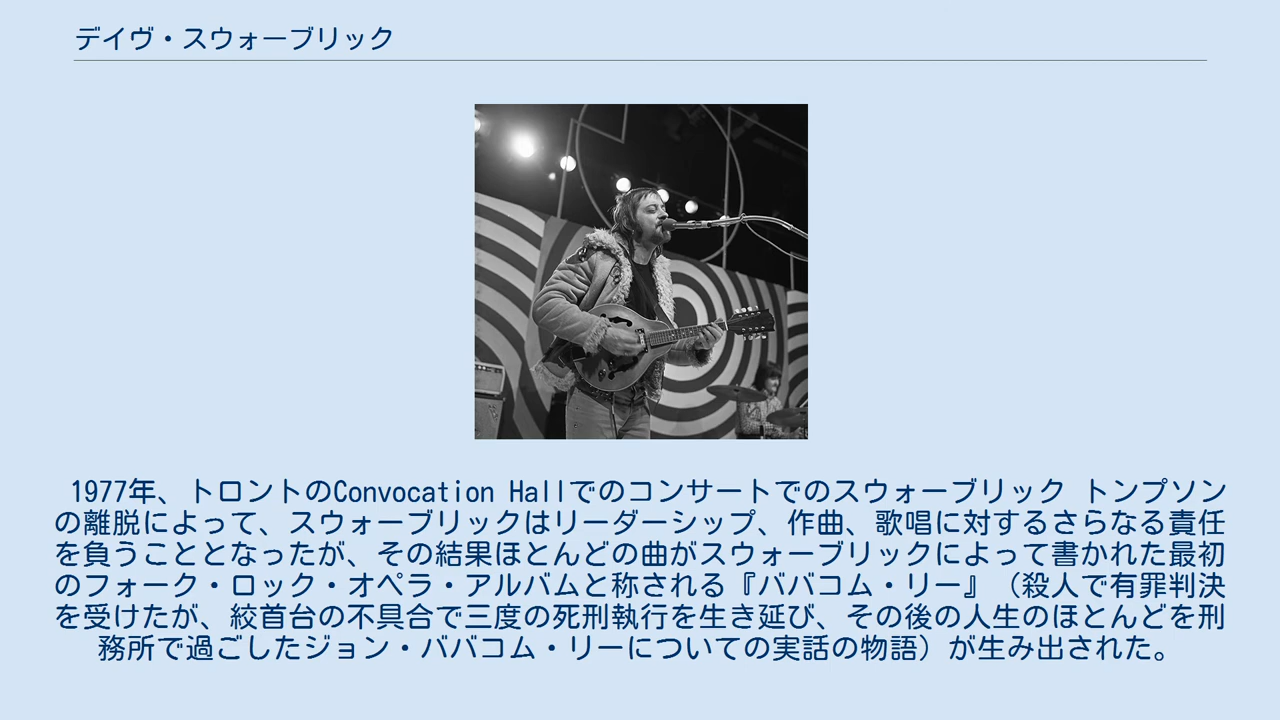 デイヴ・スウォーブリック
1977年、トロントのConvocation Hallでのコンサートでのスウォーブリック トンプソン
の離脱によって、スウォーブリックはリーダーシップ、作曲、歌唱に対するさらなる責任
を負うこととなったが、その結果ほとんどの曲がスウォーブリックによって書かれた最初
のフォーク・ロック・オペラ・アルバムと称される『ババコム・リー』（殺人で有罪判決
を受けたが、絞首台の不具合で三度の死刑執行を生き延び、その後の人生のほとんどを刑
務所で過ごしたジョン・ババコム・リーについての実話の物語）が生み出された。